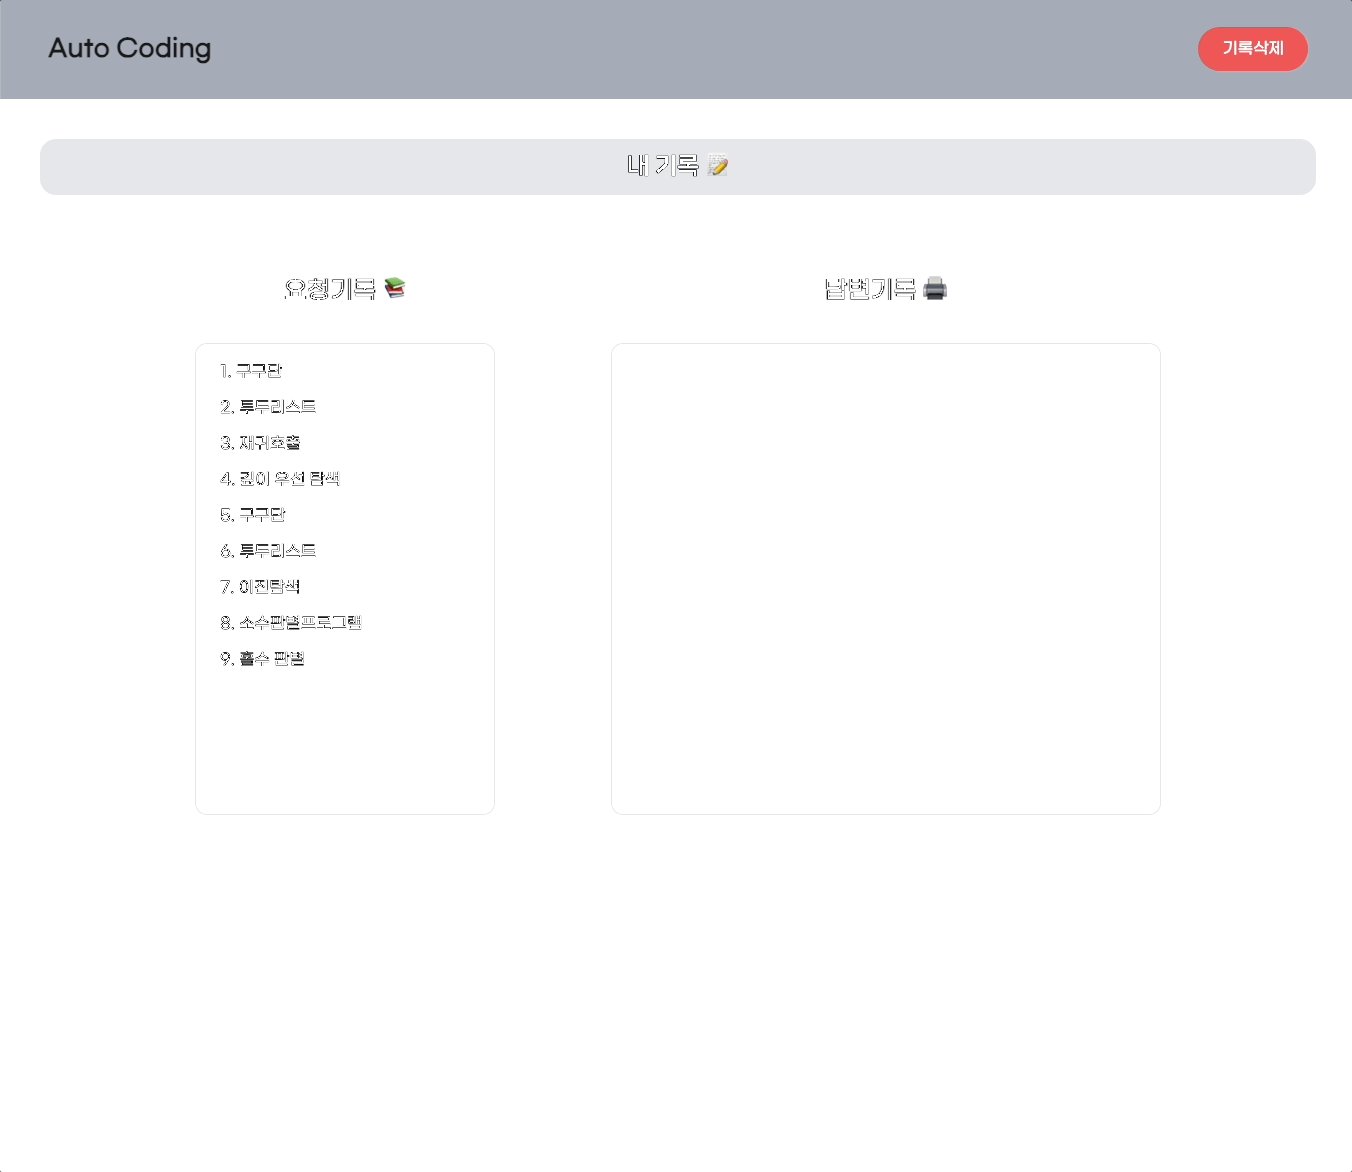 Auto Coding
기록삭제
내 기록
요청기록
답변기록
1. 구구단
2. 투두리스트
3. 재귀호출
4. 깊이 우선 탐색
5. 구구단
6. 투두리스트
7. 이진탐색
8. 소수판별프로그램
9. 홀수 판별